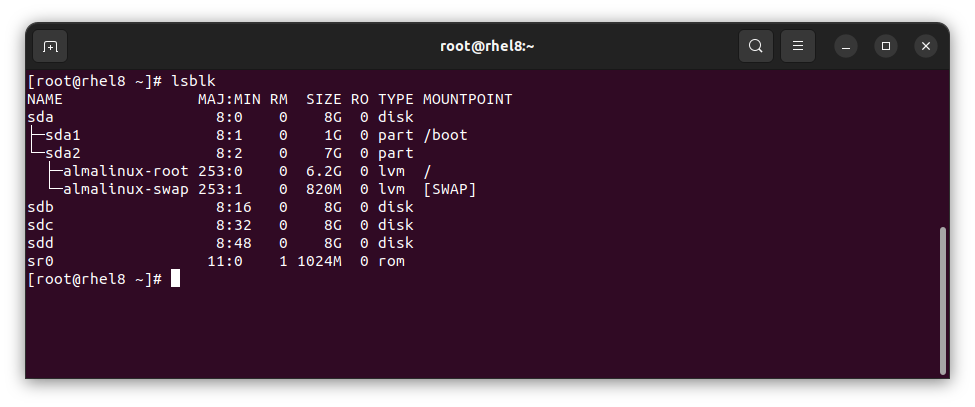 root@rhel8:~
[root@rhel8 ~]# lsblk
NAME               MAJ:MIN RM  SIZE RO TYPE MOUNTPOINT
sda                  8:0    0    8G  0 disk
├─sda1               8:1    0    1G  0 part /boot
└─sda2               8:2    0    7G  0 part
  ├─almalinux-root 253:0    0  6.2G  0 lvm  /
  └─almalinux-swap 253:1    0  820M  0 lvm  [SWAP]
sdb                  8:16   0    8G  0 disk
sdc                  8:32   0    8G  0 disk
sdd                  8:48   0    8G  0 disk
sr0                 11:0    1 1024M  0 rom
[root@rhel8 ~]#